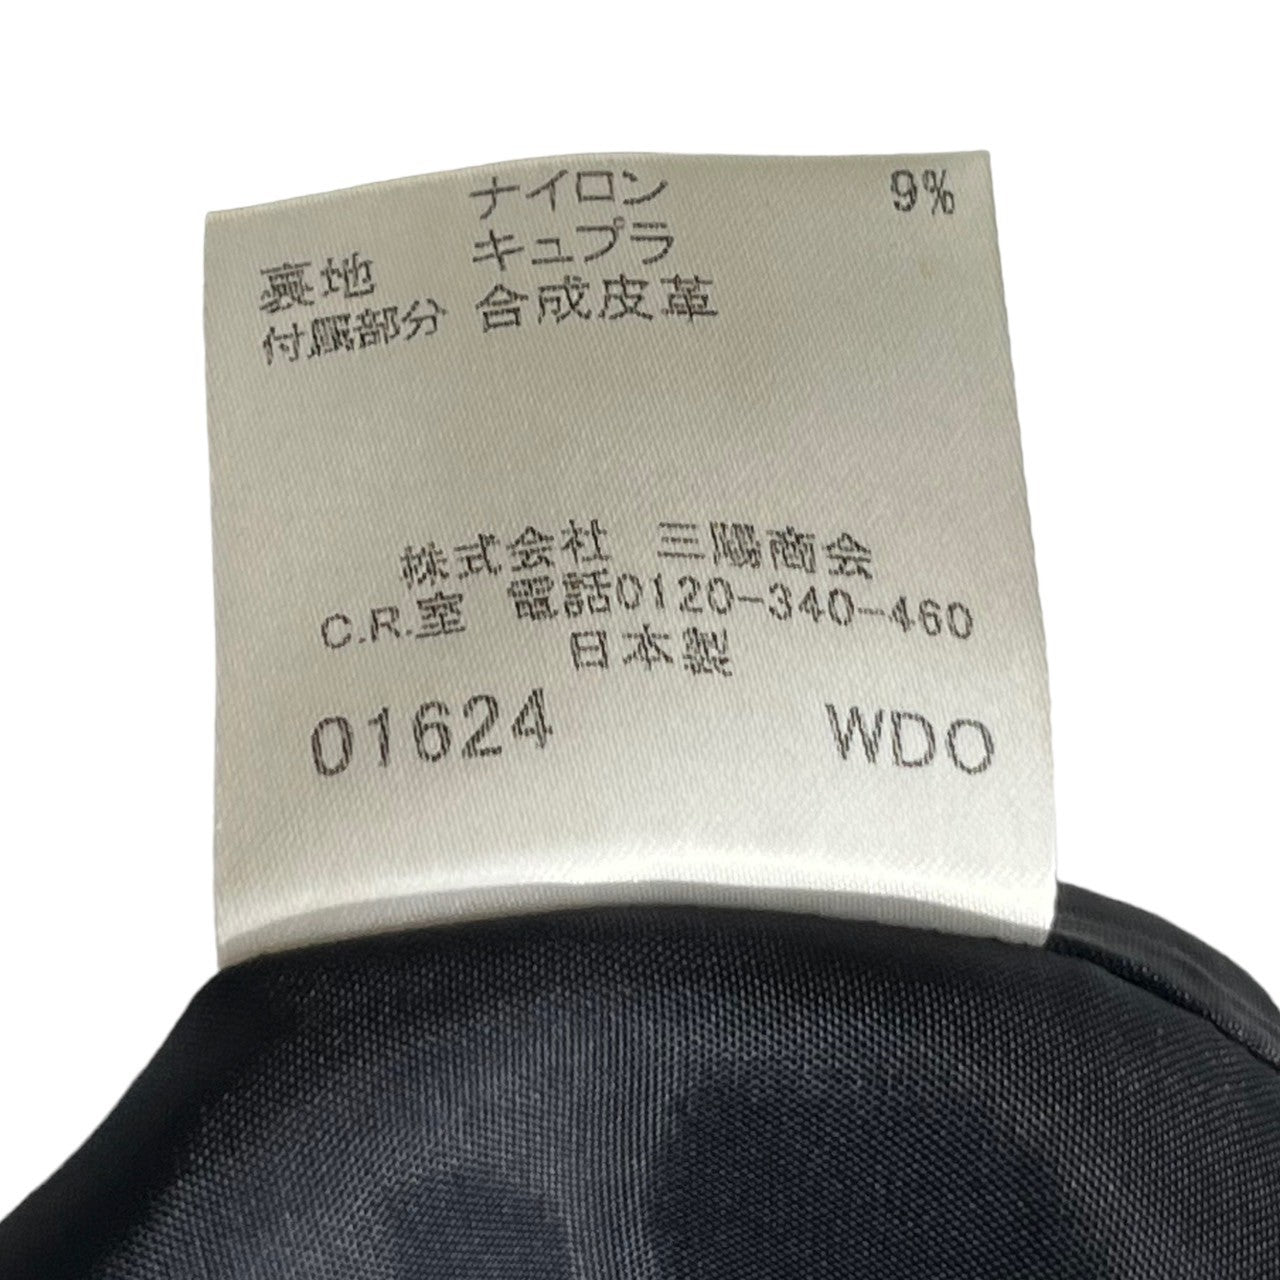 ナイロン 9%
裏地 キュプラ
付属部分 合成皮革
株式会社 三陽商会
C.R.室 電話0120-340-460
日本製
01624 WDO